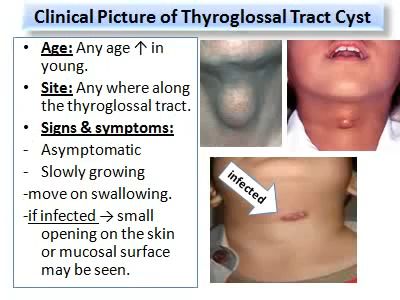 Clinical Picture of Thyroglossal Tract Cyst
• Age: Any age ↑ in
young.
• Site: Any where along
the thyroglossal tract.
• Signs & symptoms:
- Asymptomatic
- Slowly growing
-move on swallowing.
-if infected → small
opening on the skin
or mucosal surface
may be seen.
infected